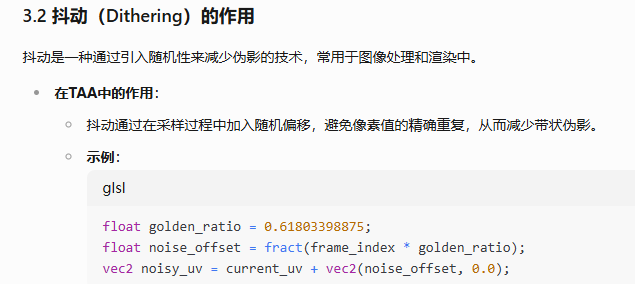 3.2 抖动（Dithering）的作用
抖动是一种通过引入随机性来减少伪影的技术，常用于图像处理和渲染中。
在TAA中的作用：
抖动通过在采样过程中加入随机偏移，避免像素值的精确重复，从而减少带状伪影。
示例：
glsl
float golden_ratio = 0.61803398875;
float noise_offset = fract(frame_index * golden_ratio);
vec2 noisy_uv = current_uv + vec2(noise_offset, 0.0);